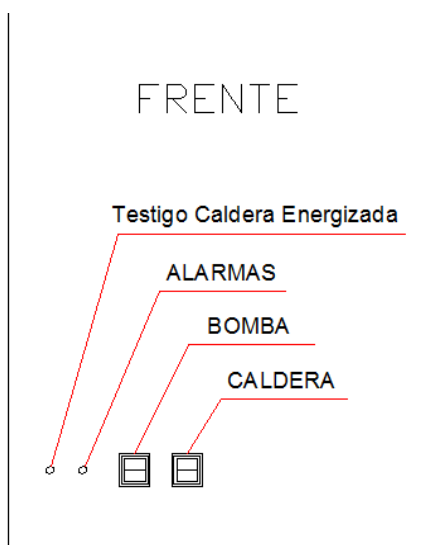 FRENTE
Testigo Caldera Energizada
ALARMAS
BOMBA
CALDERA